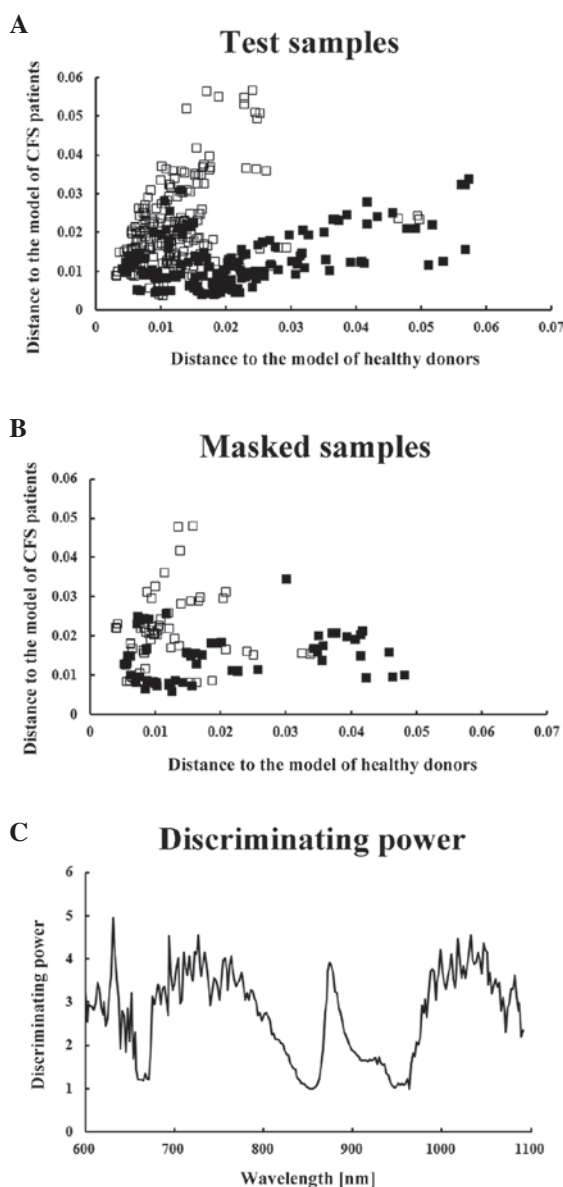 A
Test samples
Distance to the model of CFS patients
0.06
0.05
0.04
0.03
0.02
0.01
0
0 0.01 0.02 0.03 0.04 0.05 0.06 0.07
Distance to the model of healthy donors
B
Masked samples
Distance to the model of CFS patients
0.06
0.05
0.04
0.03
0.02
0.01
0
0 0.01 0.02 0.03 0.04 0.05 0.06 0.07
Distance to the model of healthy donors
C
Discriminating power
Discriminating power
6
5
4
3
2
1
0
600 700 800 900 1000 1100
Wavelength [nm]